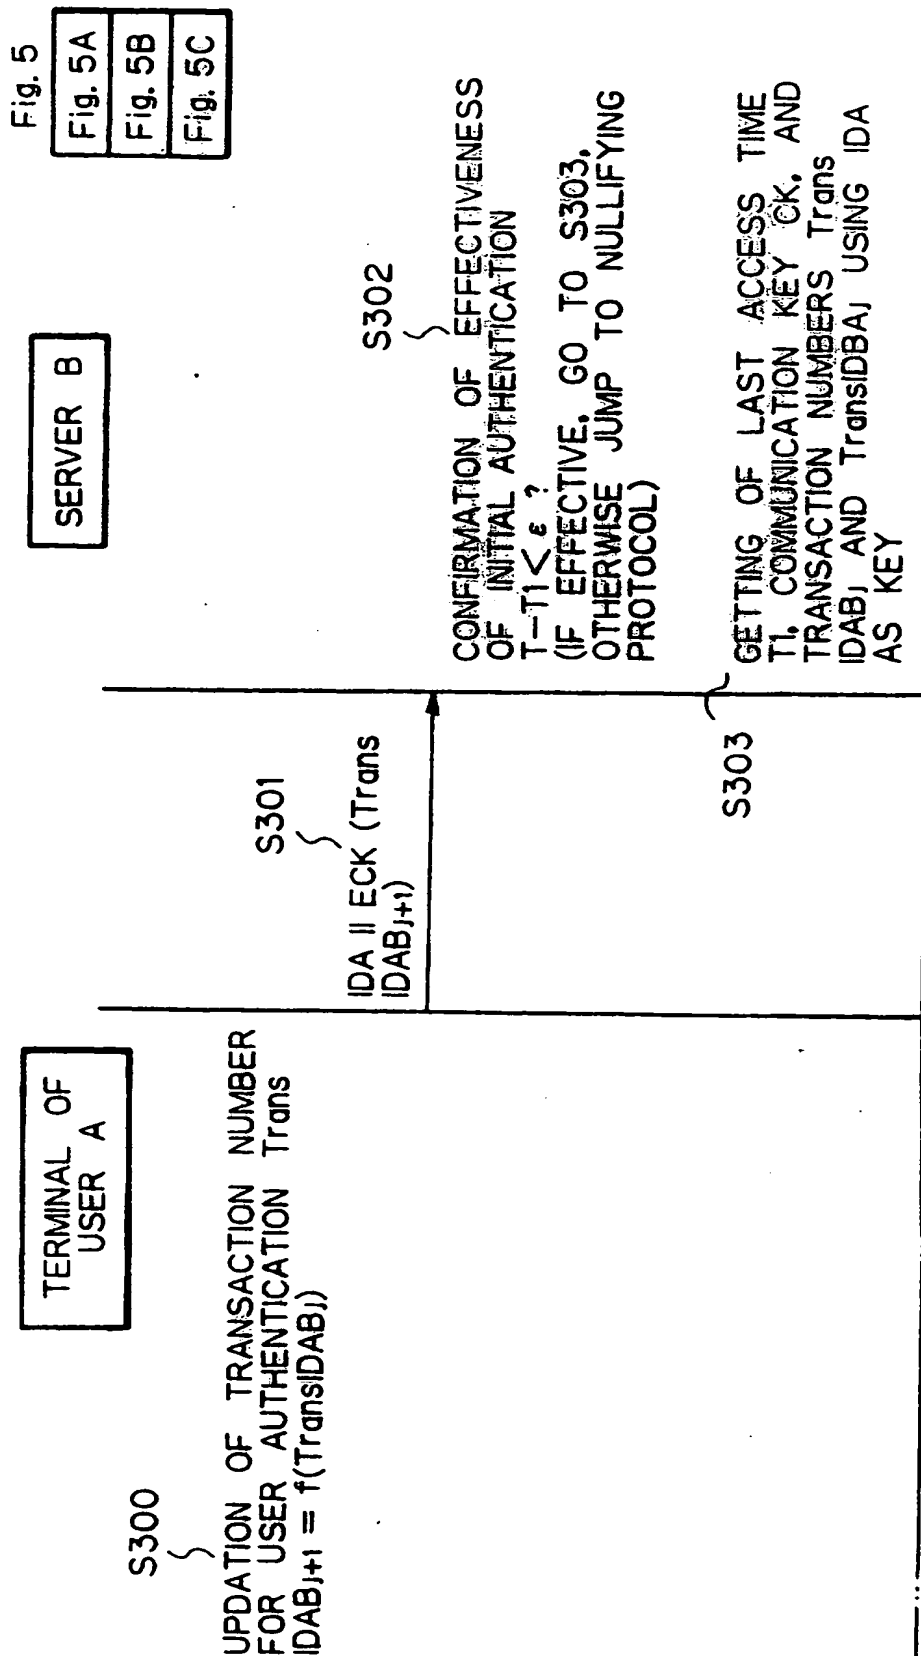 Fig. 5
Fig. 5A
Fig. 5B
Fig. 5C
TERMINAL OF
USER A
SERVER B
S300
UPDATION OF TRANSACTION NUMBER
FOR USER AUTHENTICATION Trans
IDABj+1 = f(TransIDABj)
S301
IDA || ECK (Trans
IDABj+1)
S302
CONFIRMATION OF EFFECTIVENESS
OF INITIAL AUTHENTICATION
T-T1 < ε ?
(IF EFFECTIVE, GO TO S303,
OTHERWISE JUMP TO NULLIFYING
PROTOCOL)
S303
GETTING OF LAST ACCESS TIME
T1, COMMUNICATION KEY CK, AND
TRANSACTION NUMBERS Trans
IDABj AND TransIDBAj USING IDA
AS KEY